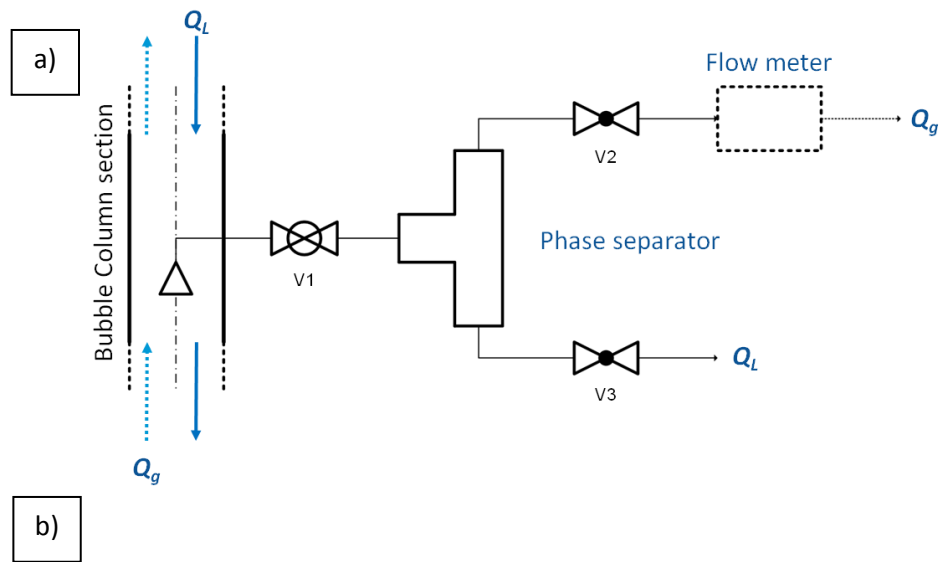 a)
Q_L
Flow meter
Bubble Column section
V2
Q_g
V1
Phase separator
V3
Q_L
Q_g
b)